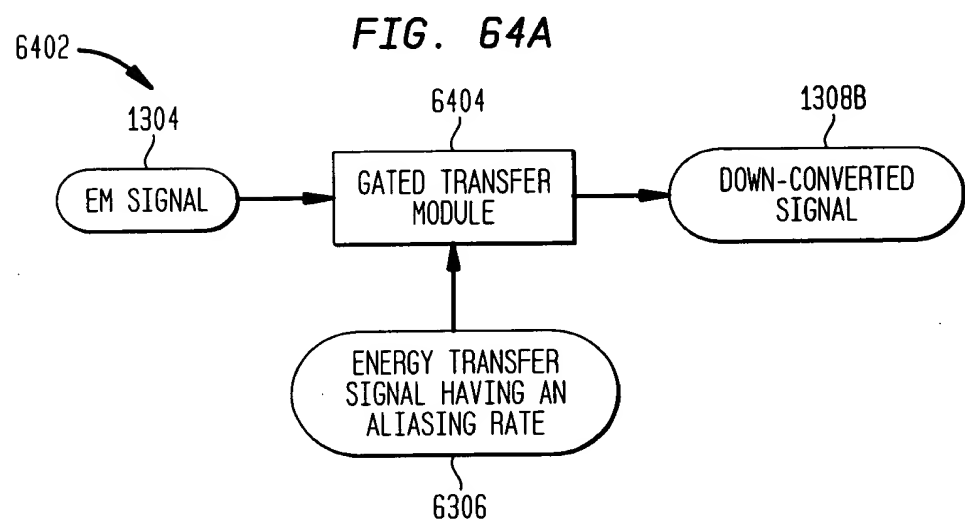 FIG. 64A
6402
1304
6404
1308B
EM SIGNAL
GATED TRANSFER
MODULE
DOWN-CONVERTED
SIGNAL
ENERGY TRANSFER
SIGNAL HAVING AN
ALIASING RATE
6306